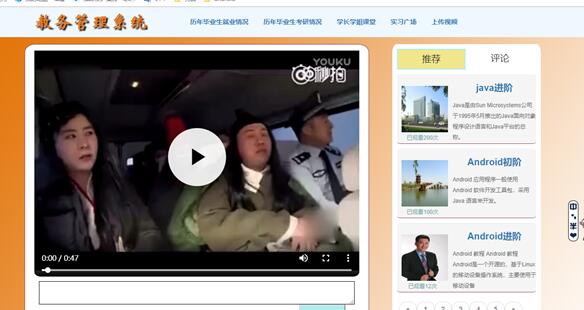 教务管理系统
历年毕业生就业情况 历年毕业生考研情况 学长学姐课堂 实习广场 上传视频
YOUKU
秒拍
0:00 / 0:47
推荐 评论
java进阶
Java是由Sun Microsystems公司
于1995年5月推出的Java面向对象
程序设计语言和Java平台的总
称。
已观看200次
Android初阶
Android 应用程序一般使用
Android 软件开发工具包、采用
Java 语言来开发。
已观看100次
Android进阶
Android 教程 Android 教程
Android是一个开源的，基于Linux
的移动设备操作系统，主要使用于
移动设备
已观看12次
« 1 2 3 4 5 »
中
半